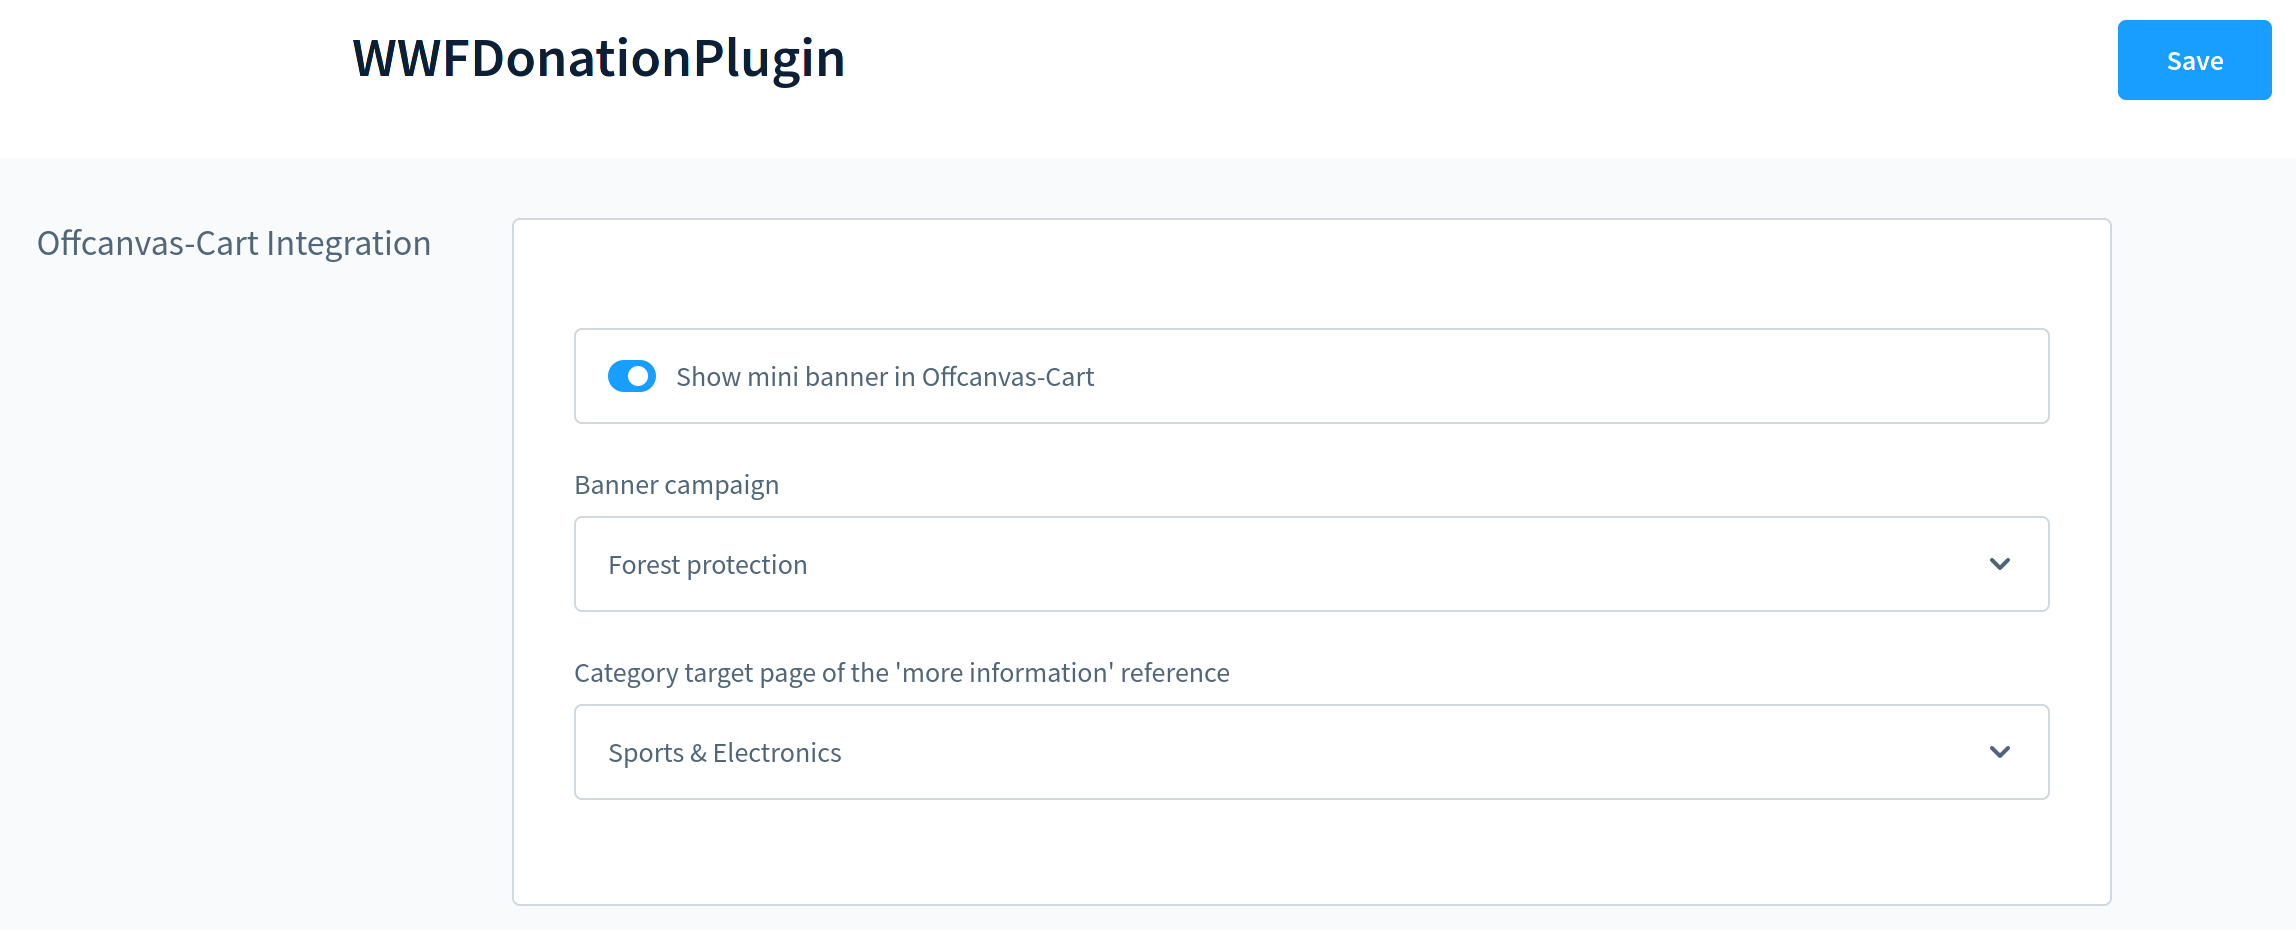 WWFDonationPlugin
Save
Offcanvas-Cart Integration
Show mini banner in Offcanvas-Cart
Banner campaign
Forest protection
Category target page of the 'more information' reference
Sports & Electronics